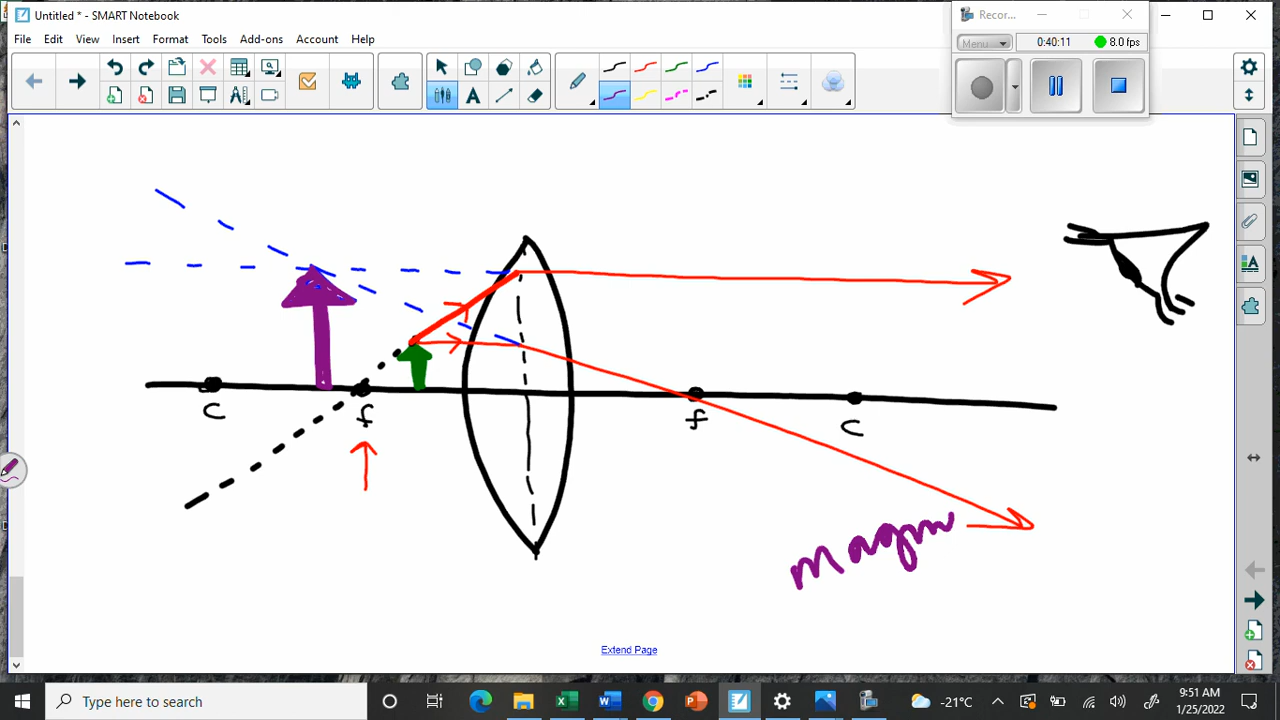 Untitled * - SMART Notebook
File Edit View Insert Format Tools Add-ons Account Help
Recor...
Menu
0:40:11
8.0 fps
C
f
f
C
magn
Extend Page
Type here to search
-21°C
9:51 AM
1/25/2022